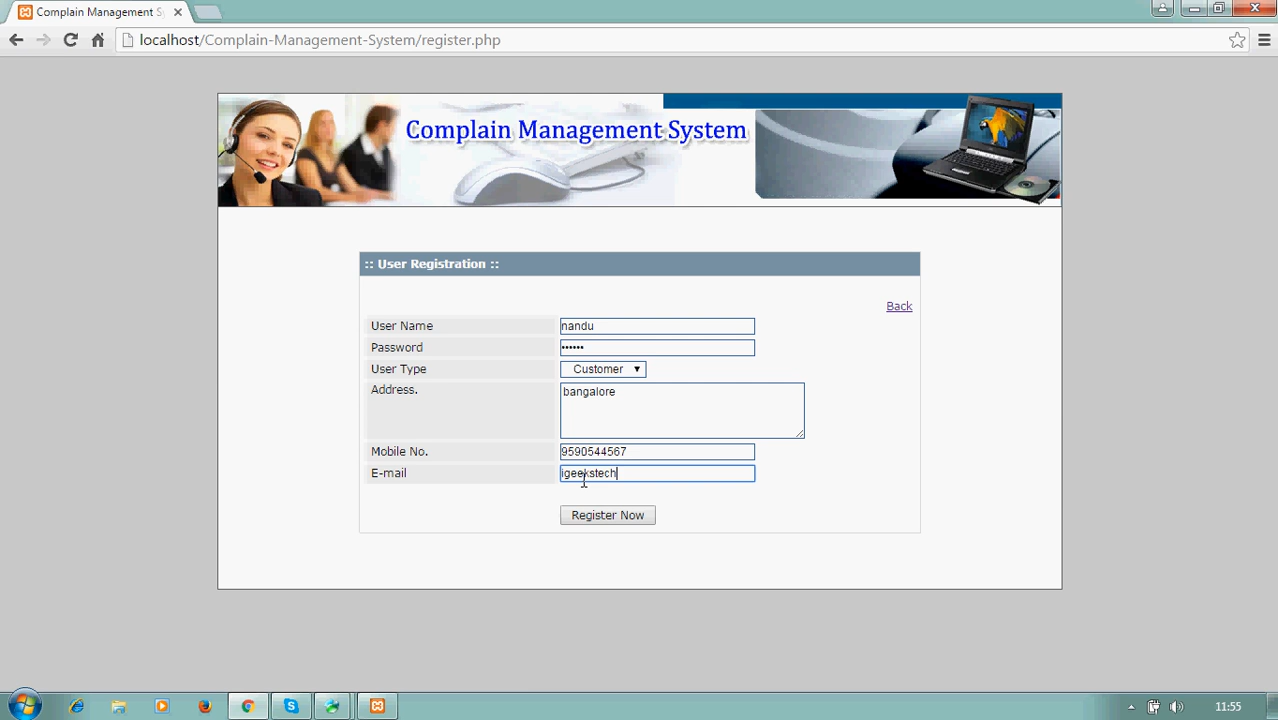 Complain Management S
localhost/Complain-Management-System/register.php
Complain Management System
:: User Registration ::
Back
User Name nandu
Password ••••••
User Type Customer
Address. bangalore
Mobile No. 9590544567
E-mail igeekstech
Register Now
11:55